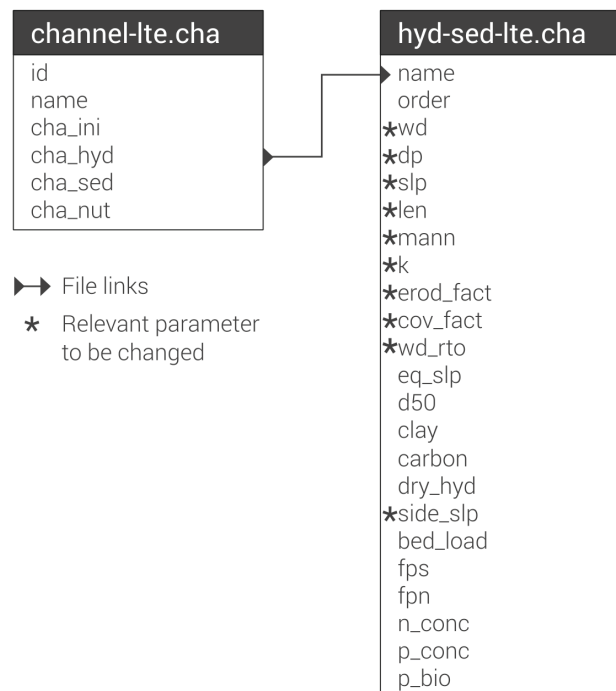 channel-lte.cha
id
name
cha_ini
cha_hyd
cha_sed
cha_nut
File links
* Relevant parameter
to be changed
hyd-sed-lte.cha
name
order
*wd
*dp
*slp
*len
*mann
*k
*erod_fact
*cov_fact
*wd_rto
eq_slp
d50
clay
carbon
dry_hyd
*side_slp
bed_load
fps
fpn
n_conc
p_conc
p_bio